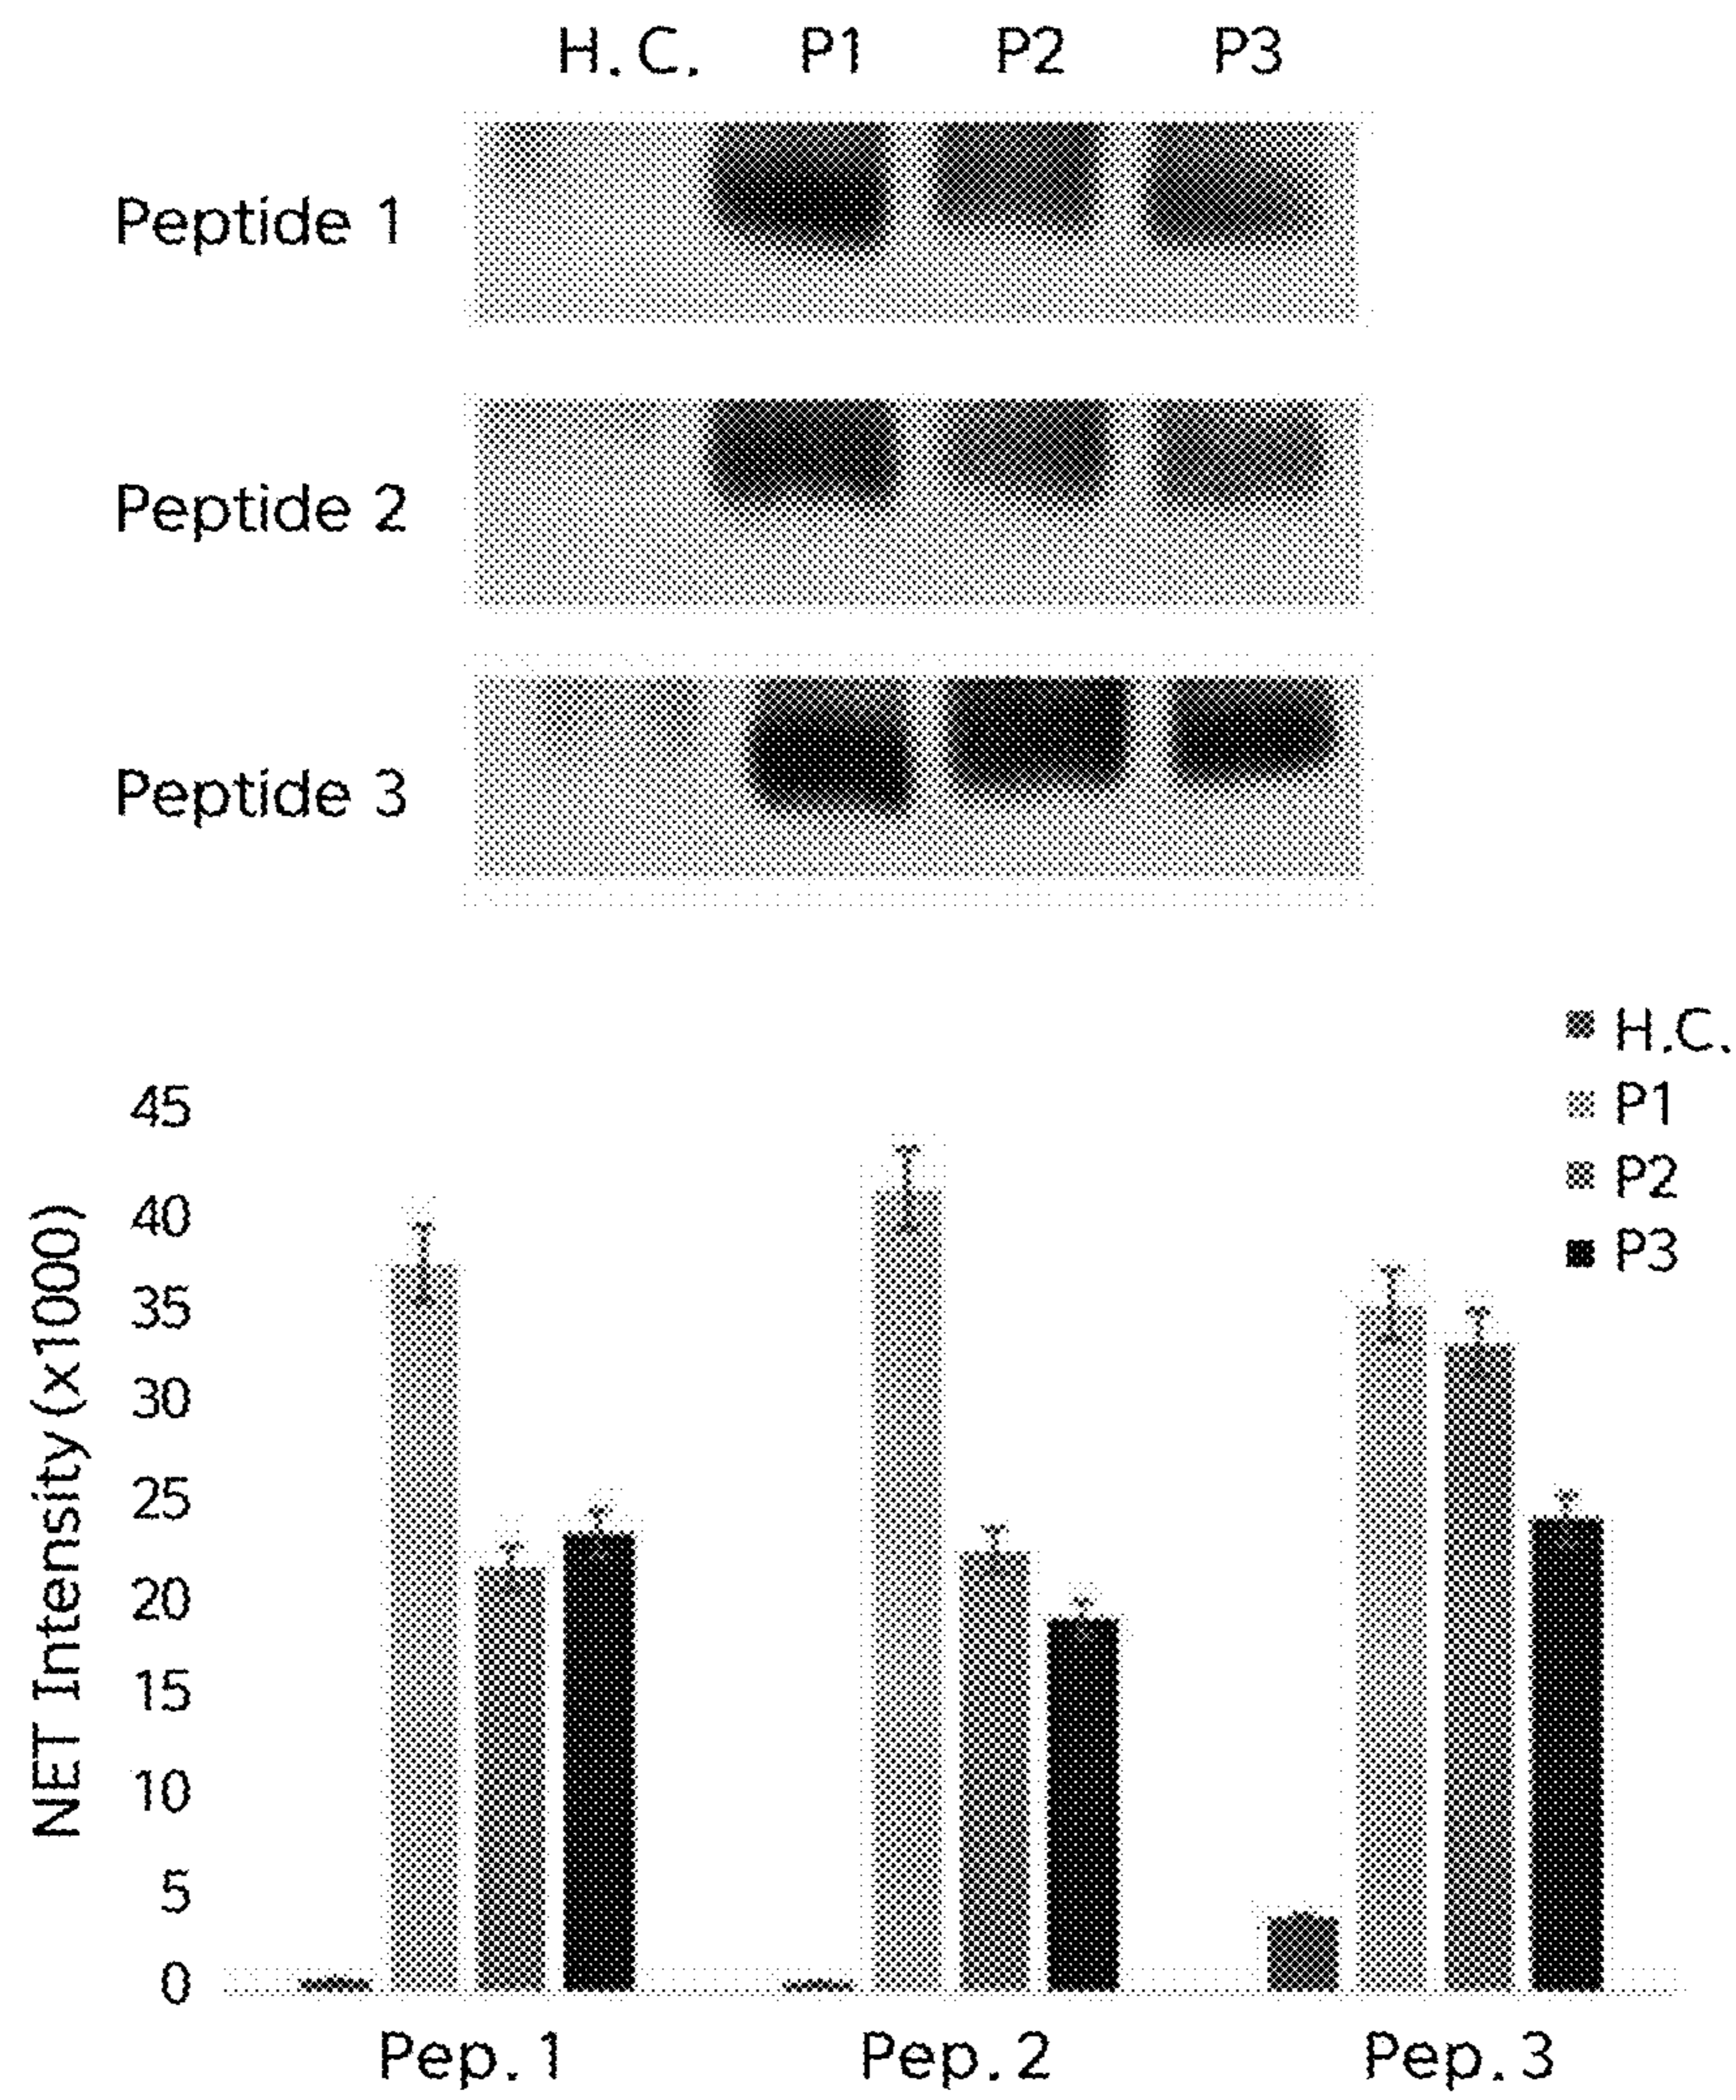 H.C. P1 P2 P3
Peptide 1
Peptide 2
Peptide 3
H.C.
P1
P2
P3
NET Intensity (x1000)
45
40
35
30
25
20
15
10
5
0
Pep.1 Pep.2 Pep.3